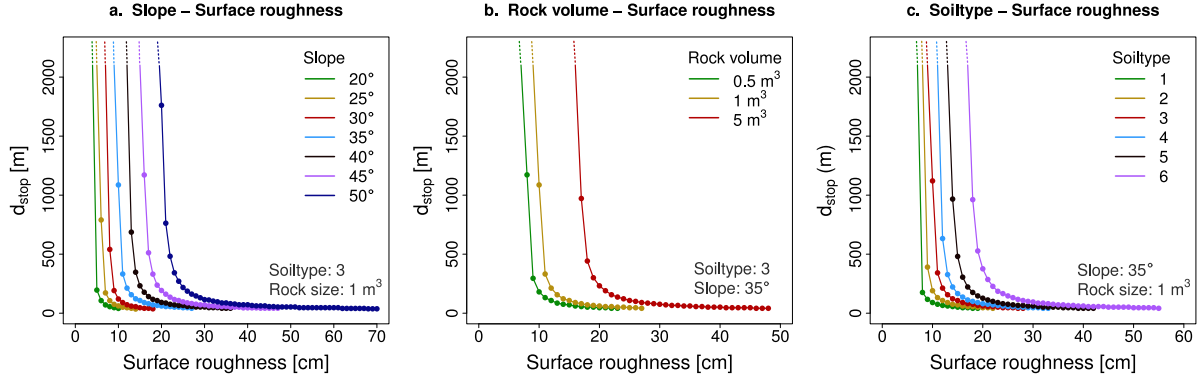 a. Slope – Surface roughness
d_stop [m]
2000
1500
1000
500
0
Slope
20°
25°
30°
35°
40°
45°
50°
Soiltype: 3
Rock size: 1 m³
0 10 20 30 40 50 60 70
Surface roughness [cm]
b. Rock volume – Surface roughness
d_stop [m]
2000
1500
1000
500
0
Rock volume
0.5 m³
1 m³
5 m³
Soiltype: 3
Slope: 35°
0 10 20 30 40 50
Surface roughness [cm]
c. Soiltype – Surface roughness
d_stop (m)
2000
1500
1000
500
0
Soiltype
1
2
3
4
5
6
Slope: 35°
Rock size: 1 m³
0 10 20 30 40 50 60
Surface roughness [cm]